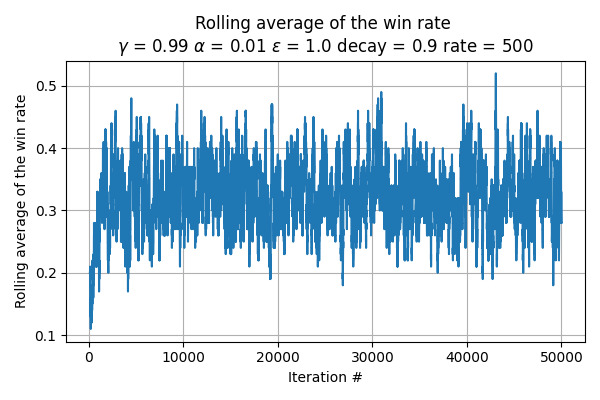 Rolling average of the win rate
γ = 0.99 α = 0.01 ε = 1.0 decay = 0.9 rate = 500
Rolling average of the win rate
0.5
0.4
0.3
0.2
0.1
0 10000 20000 30000 40000 50000
Iteration #